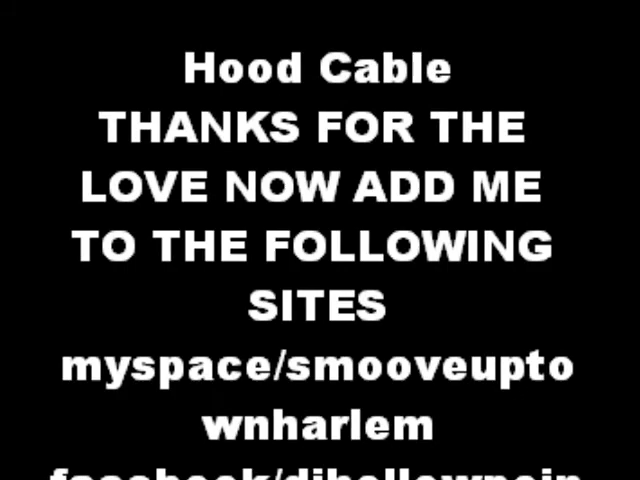 Hood Cable
THANKS FOR THE
LOVE NOW ADD ME
TO THE FOLLOWING
SITES
myspace/smooveupto
wnharlem